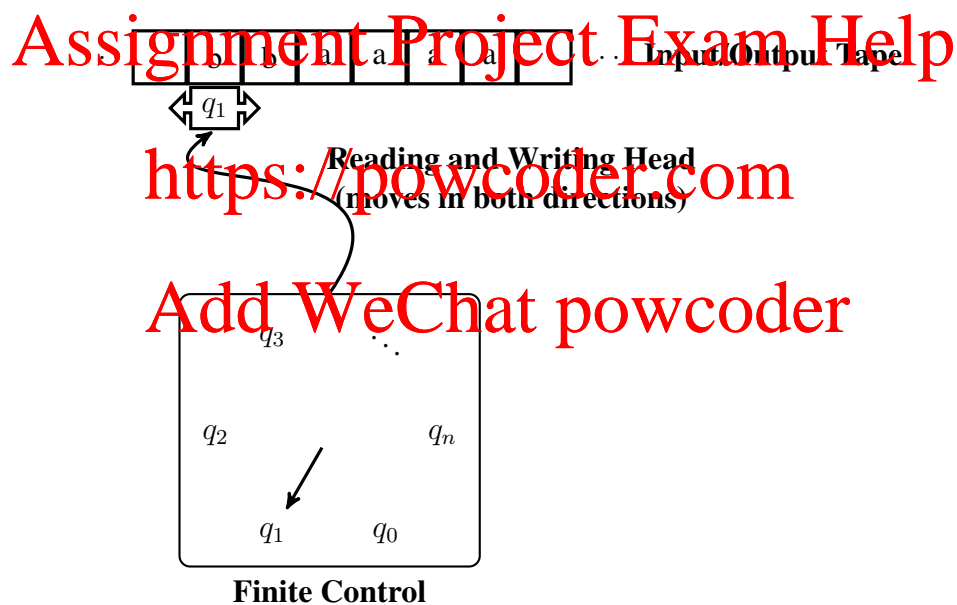 Assignment Project Exam Help
... b b a a a a ... Input/Output Tape
q₁
Reading and Writing Head
https://powcoder.com
(moves in both directions)
Add WeChat powcoder
q₃ ...
q₂ qₙ
q₁ q₀
Finite Control